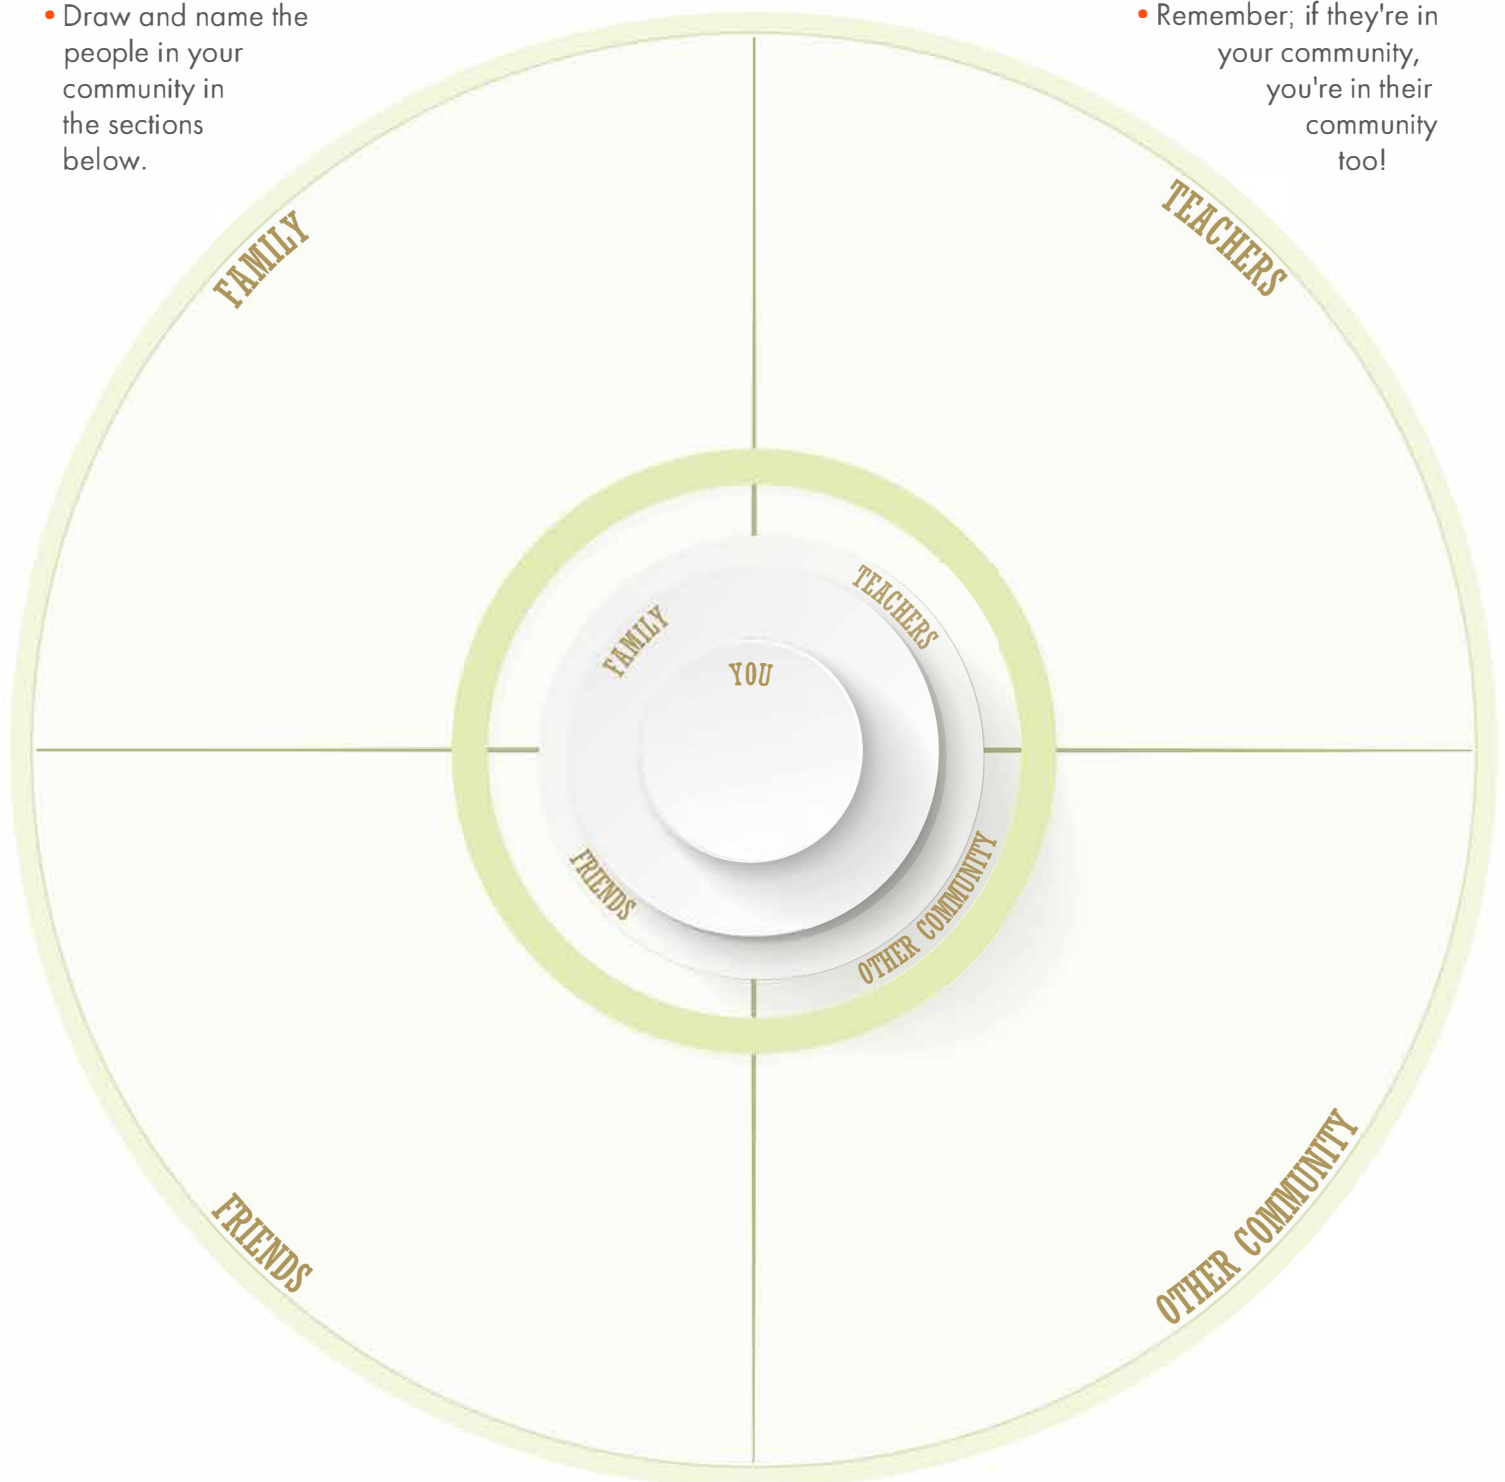 • Draw and name the
people in your
community in
the sections
below.
• Remember; if they're in
your community,
you're in their
community
too!
FAMILY
TEACHERS
FAMILY
TEACHERS
YOU
FRIENDS
OTHER COMMUNITY
FRIENDS
OTHER COMMUNITY